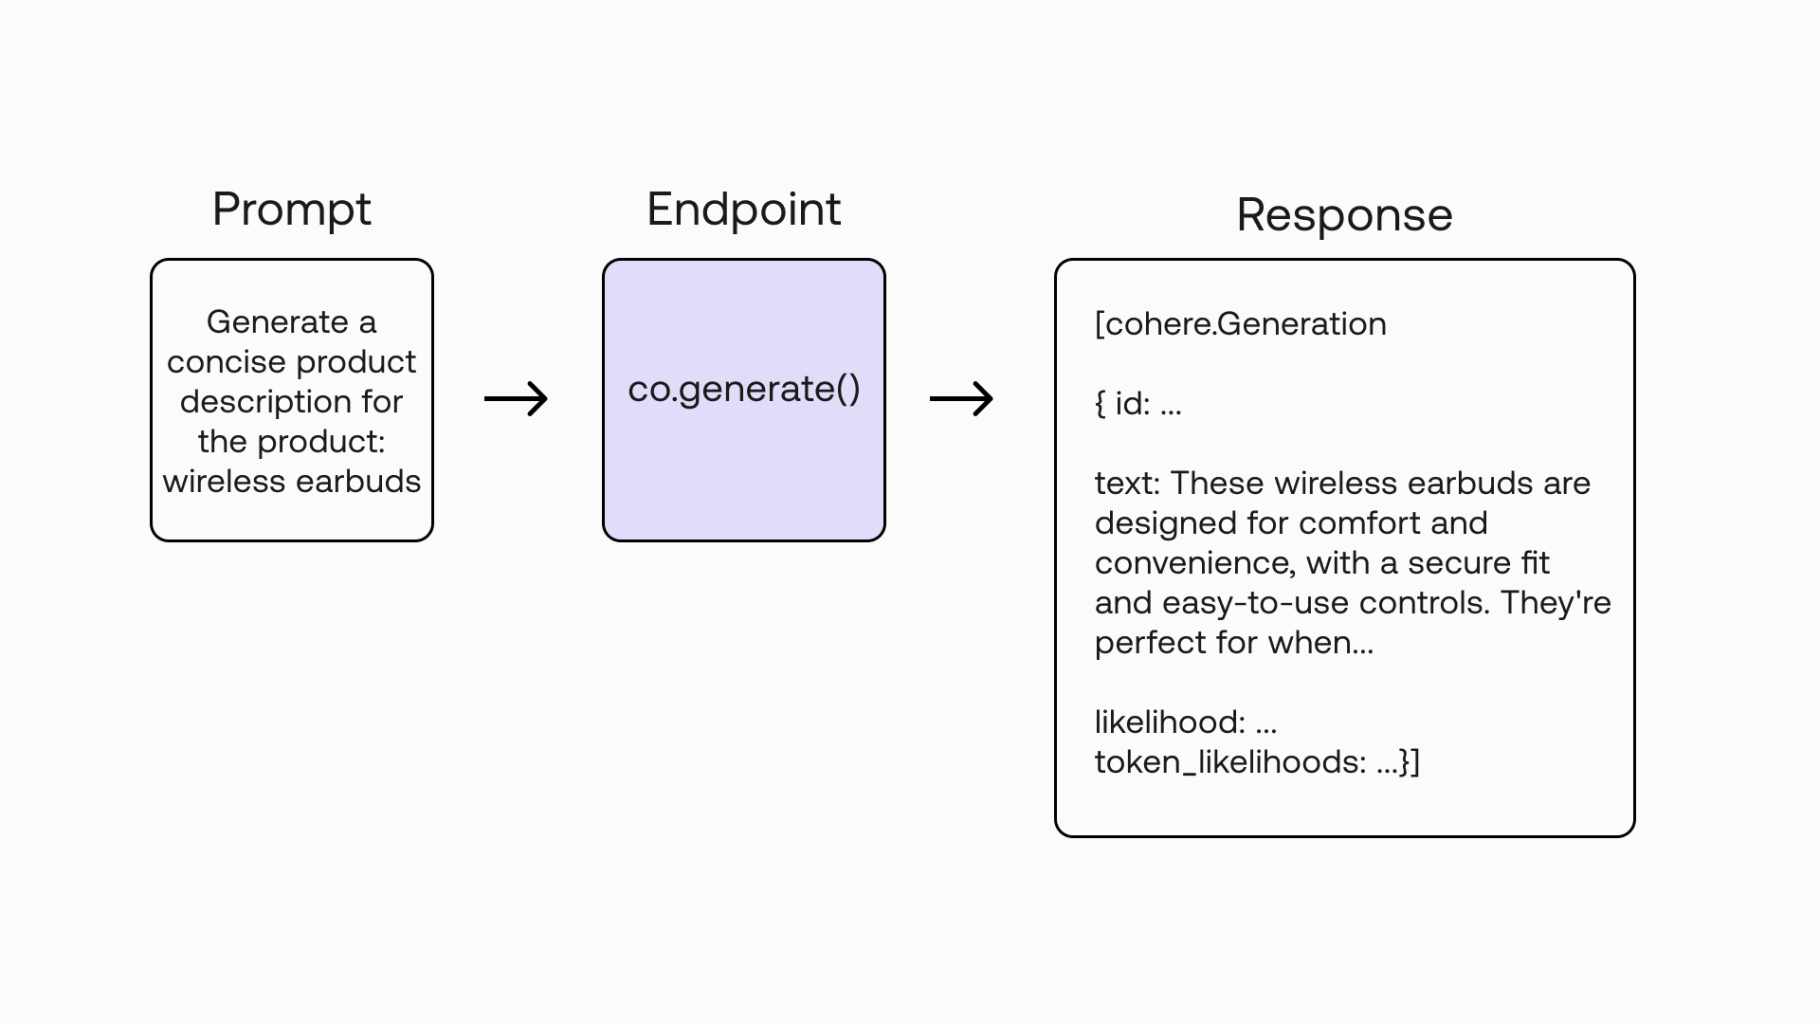 Prompt
Generate a
concise product
description for
the product:
wireless earbuds
Endpoint
co.generate()
Response
[cohere.Generation
{ id: ...
text: These wireless earbuds are
designed for comfort and
convenience, with a secure fit
and easy-to-use controls. They're
perfect for when...
likelihood: ...
token_likelihoods: ...}]